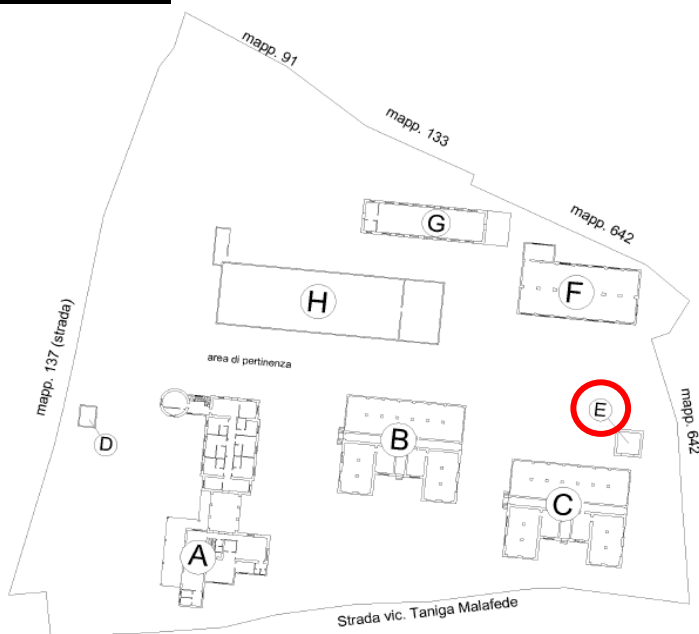 mapp. 91
mapp. 133
mapp. 642
G
F
H
mapp. 137 (strada)
area di pertinenza
E
mapp. 642
D
B
C
A
Strada vic. Taniga Malafede